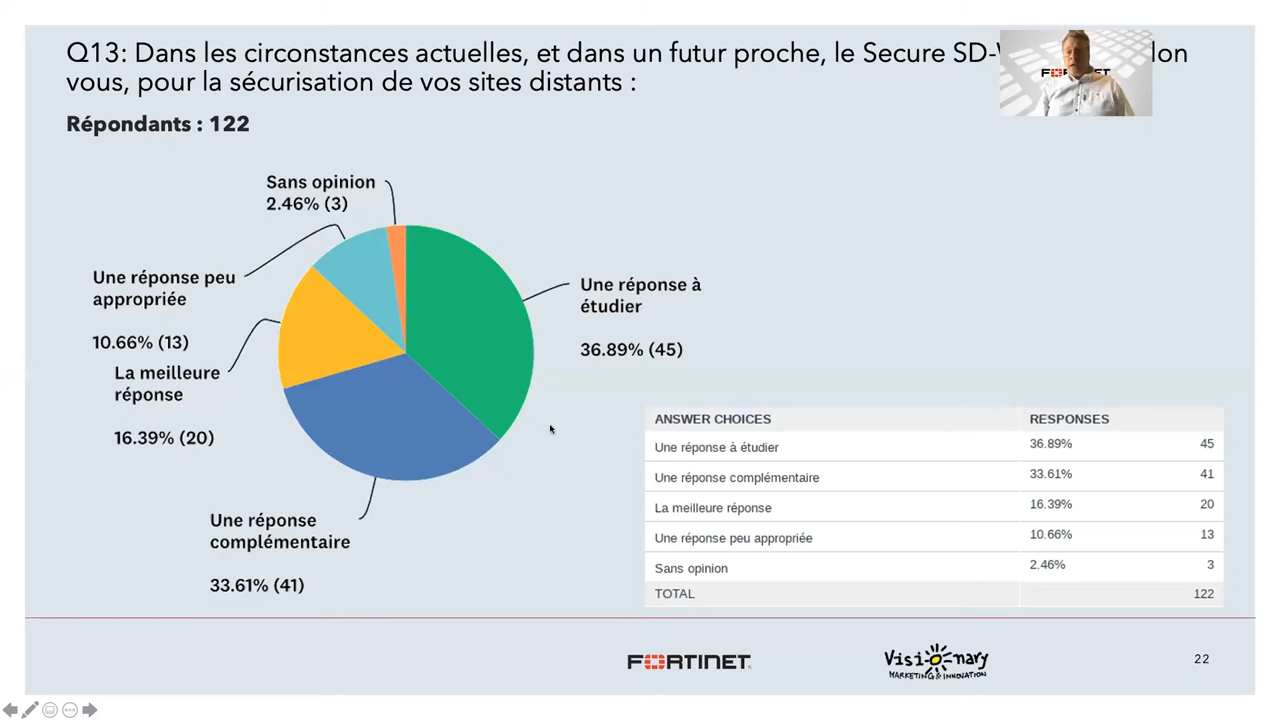 Q13: Dans les circonstances actuelles, et dans un futur proche, le Secure SD- lon
vous, pour la sécurisation de vos sites distants :
FORTINET
Répondants : 122
Sans opinion
2.46% (3)
Une réponse peu
appropriée
10.66% (13)
La meilleure
réponse
16.39% (20)
Une réponse
complémentaire
33.61% (41)
Une réponse à
étudier
36.89% (45)
ANSWER CHOICES RESPONSES
Une réponse à étudier 36.89% 45
Une réponse complémentaire 33.61% 41
La meilleure réponse 16.39% 20
Une réponse peu appropriée 10.66% 13
Sans opinion 2.46% 3
TOTAL 122
FORTINET
Visionary
MARKETING & INNOVATION
22